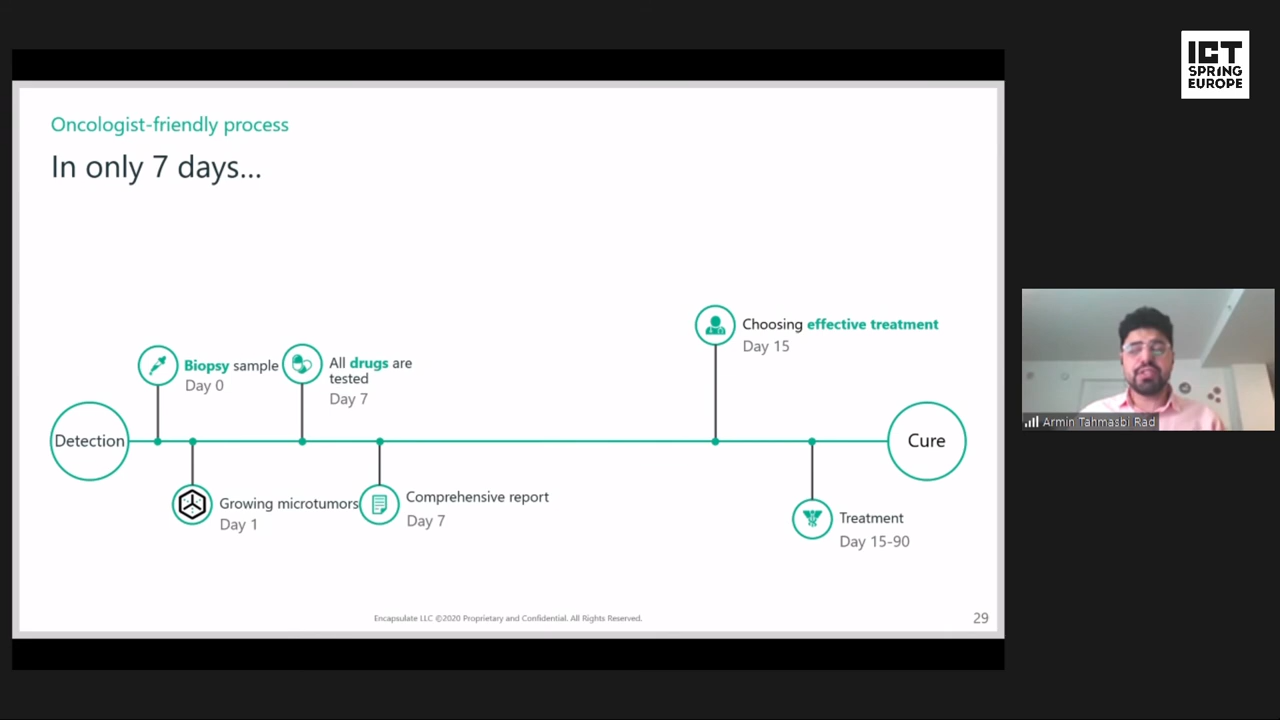 ICT
SPRING
EUROPE
Oncologist-friendly process
In only 7 days...
Choosing effective treatment
Day 15
Biopsy sample
Day 0
All drugs are
tested
Day 7
Detection
Cure
Growing microtumors
Day 1
Comprehensive report
Day 7
Treatment
Day 15-90
Encapsulate LLC ©2020 Proprietary and Confidential. All Rights Reserved.
29
Armin Tahmasbi Rad